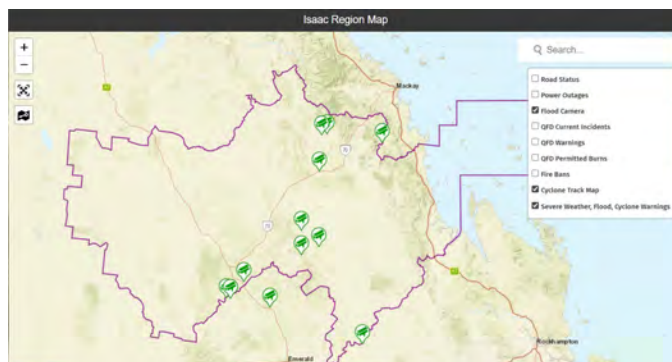 Isaac Region Map
+
−
Search...
Road Status
Power Outages
Flood Camera
QFD Current Incidents
QFD Warnings
QFD Permitted Burns
Fire Bans
Cyclone Track Map
Severe Weather, Flood, Cyclone Warnings
Mackay
Rockhampton
Emerald